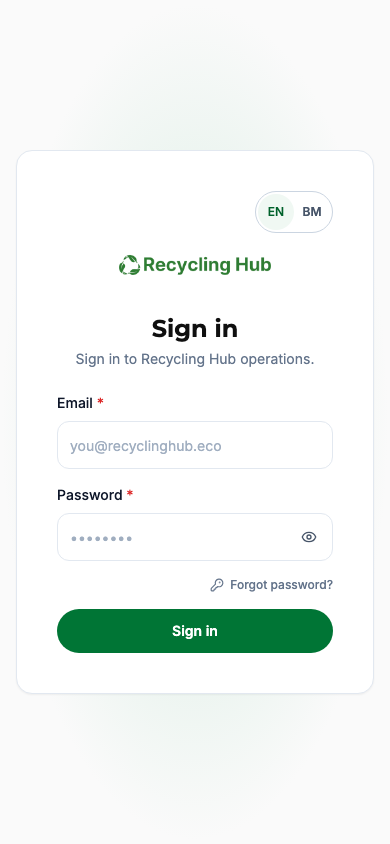 EN BM
Recycling Hub
Sign in
Sign in to Recycling Hub operations.
Email *
you@recyclinghub.eco
Password *
••••••••
Forgot password?
Sign in